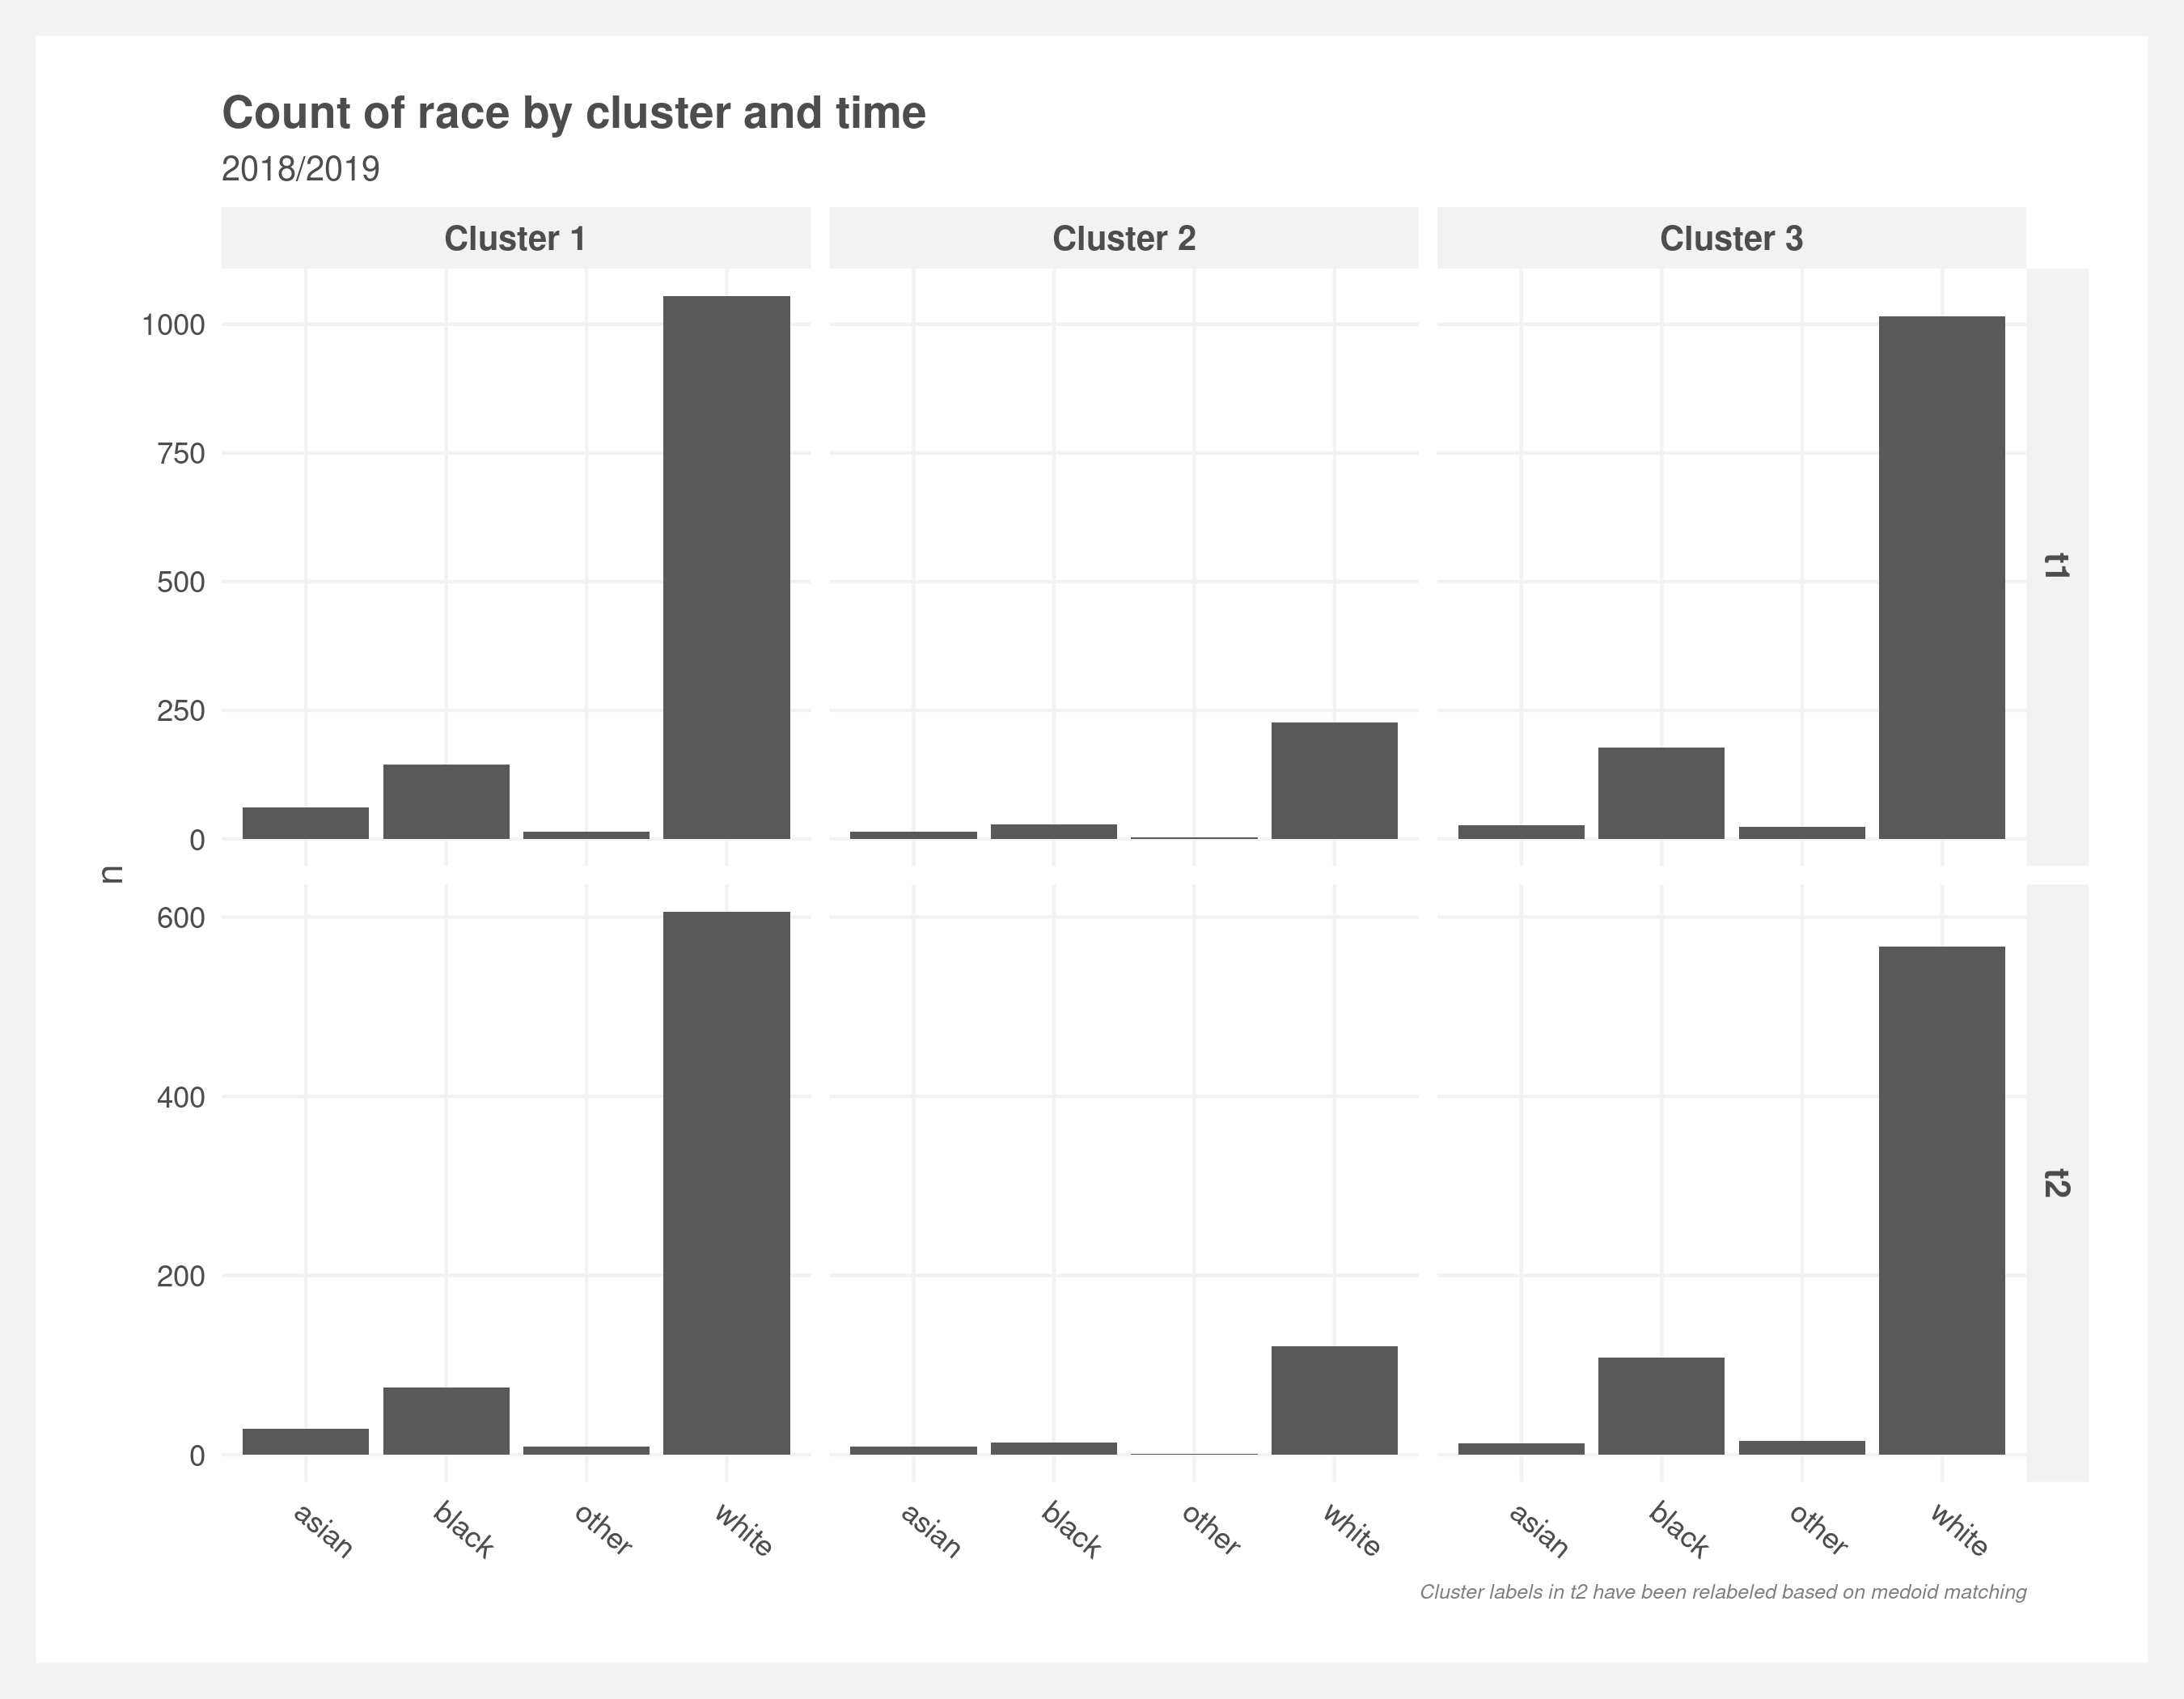 Count of race by cluster and time
2018/2019
Cluster 1 Cluster 2 Cluster 3
1000
750
500
250
0
t1
n
600
400
200
0
t2
asian black other white asian black other white asian black other white
Cluster labels in t2 have been relabeled based on medoid matching